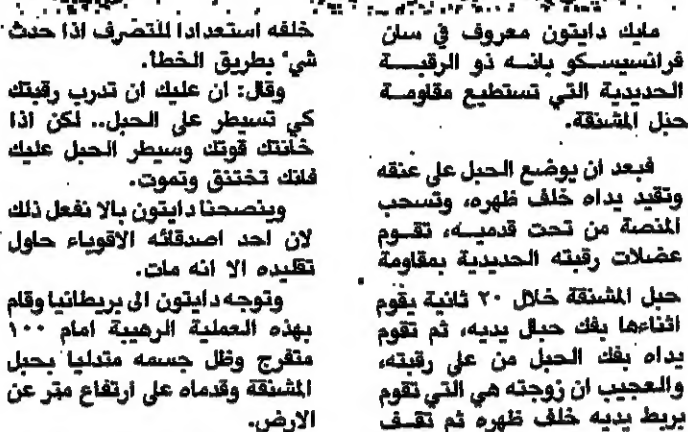 مايك دايتون معروف في سان
فرانسيسكو بانه ذو الرقبة
الحديدية التي تستطيع مقاومة
حبل المشنقة.
فبعد ان يوضع الحبل على عنقه
وتقيد يداه خلف ظهره، وتسحب
المنصة من تحت قدميه، تقوم
عضلات رقبته الحديدية بمقاومة
حبل المشنقة خلال ٢٠ ثانية يقوم
اثناءها بفك حبال يديه، ثم تقوم
يداه بفك الحبل من على رقبته،
والعجيب ان زوجته هي التي تقوم
بربط يديه خلف ظهره ثم تقف
خلفه استعدادا للتصرف اذا حدث
شيء بطريق الخطأ.
وقال: ان عليك ان تدرب رقبتك
كي تسيطر على الحبل.. لكن اذا
خانتك قوتك وسيطر الحبل عليك
فانك تختنق وتموت.
وينصحنا دايتون بالا نفعل ذلك
لان احد اصدقائه الاقوياء حاول
تقليده الا انه مات.
وتوجه دايتون الى بريطانيا وقام
بهذه العملية الرهيبة امام ١٠٠
متفرج وظل جسمه متدليا بحبل
المشنقة وقدماه على ارتفاع متر عن
الارض.